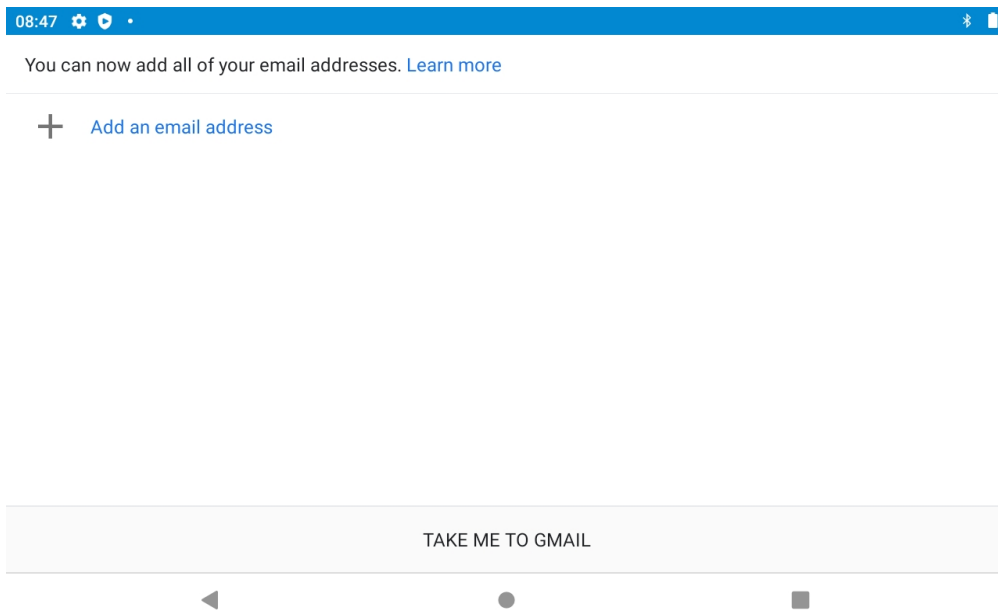 08:47
You can now add all of your email addresses. Learn more
Add an email address
TAKE ME TO GMAIL